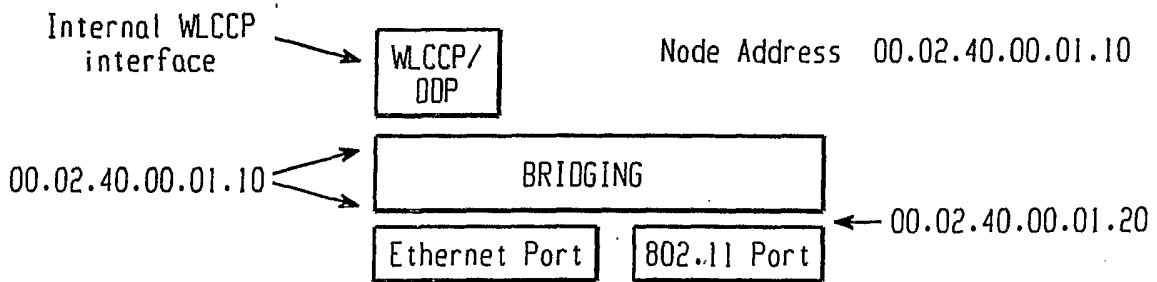 Internal WLCCP
interface
WLCCP/
DDP
Node Address 00.02.40.00.01.10
00.02.40.00.01.10
BRIDGING
00.02.40.00.01.20
Ethernet Port
802.11 Port